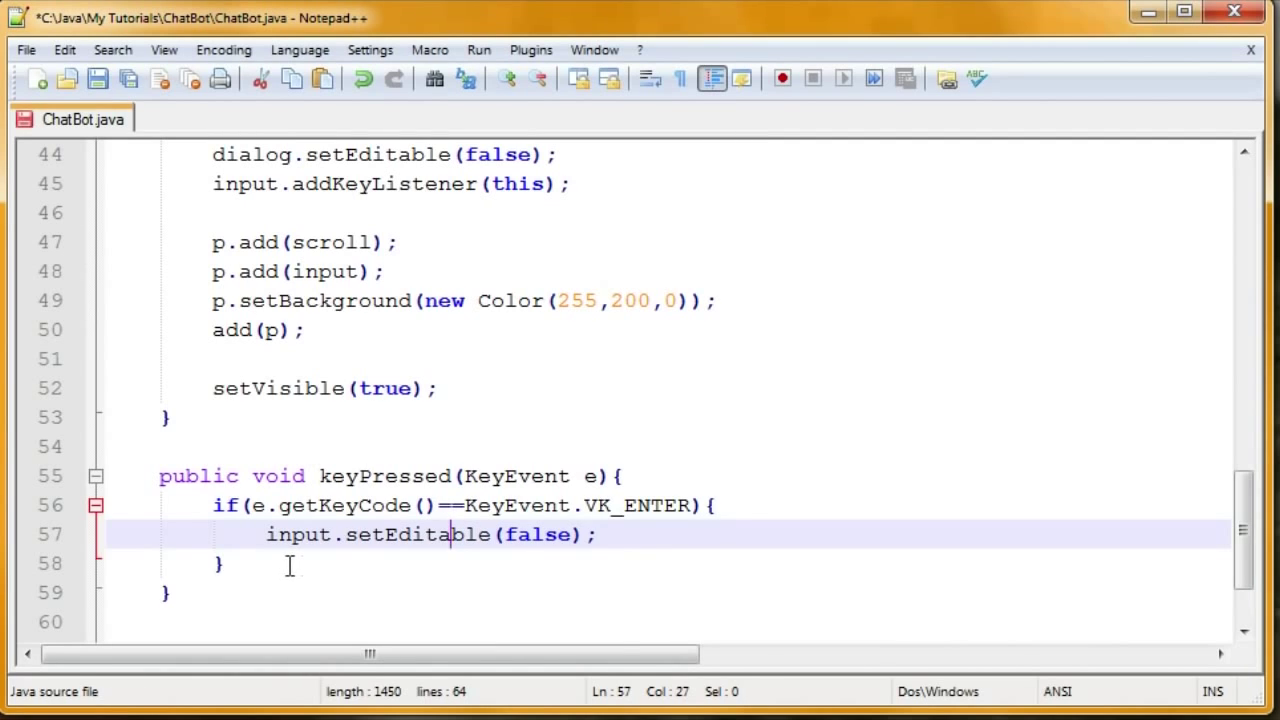 *C:\Java\My Tutorials\ChatBot\ChatBot.java - Notepad++
File Edit Search View Encoding Language Settings Macro Run Plugins Window ? X
ABC
ChatBot.java
44 dialog.setEditable(false);
45 input.addKeyListener(this);
46
47 p.add(scroll);
48 p.add(input);
49 p.setBackground(new Color(255,200,0));
50 add(p);
51
52 setVisible(true);
53 }
54
55 public void keyPressed(KeyEvent e){
56 if(e.getKeyCode()==KeyEvent.VK_ENTER){
57 input.setEditable(false);
58 }
59 }
60
Java source file length : 1450 lines : 64 Ln : 57 Col : 27 Sel : 0 Dos\Windows ANSI INS